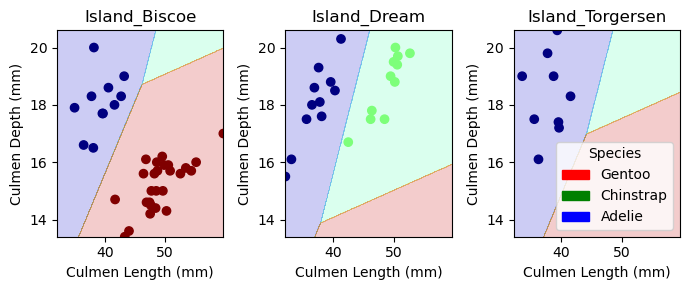 Island_Biscoe
Island_Dream
Island_Torgersen
Culmen Depth (mm)
20
18
16
14
40
50
Culmen Length (mm)
Culmen Depth (mm)
20
18
16
14
40
50
Culmen Length (mm)
Culmen Depth (mm)
20
18
16
14
40
50
Culmen Length (mm)
Species
Gentoo
Chinstrap
Adelie